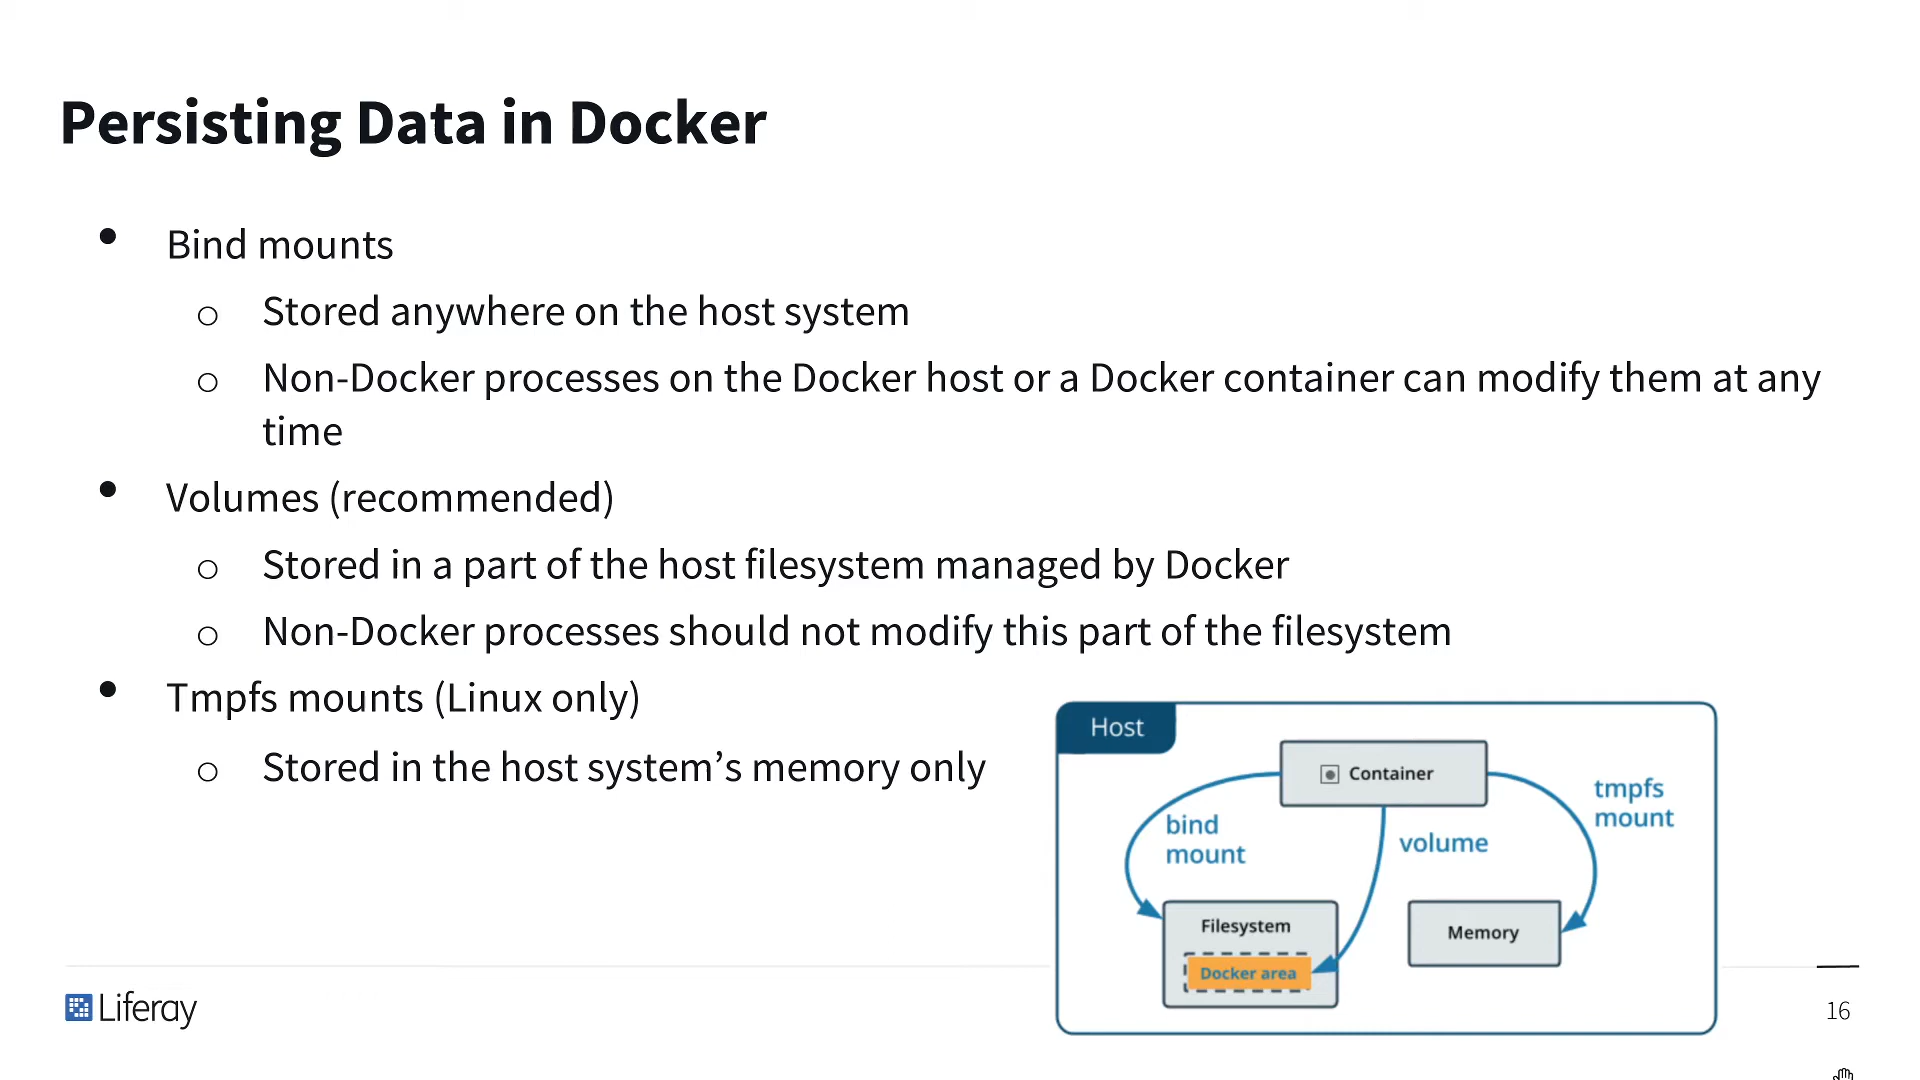 Persisting Data in Docker
• Bind mounts
o Stored anywhere on the host system
o Non-Docker processes on the Docker host or a Docker container can modify them at any
time
• Volumes (recommended)
o Stored in a part of the host filesystem managed by Docker
o Non-Docker processes should not modify this part of the filesystem
• Tmpfs mounts (Linux only)
o Stored in the host system’s memory only
Host
Container
bind
mount
volume
tmpfs
mount
Filesystem
Docker area
Memory
Liferay
16